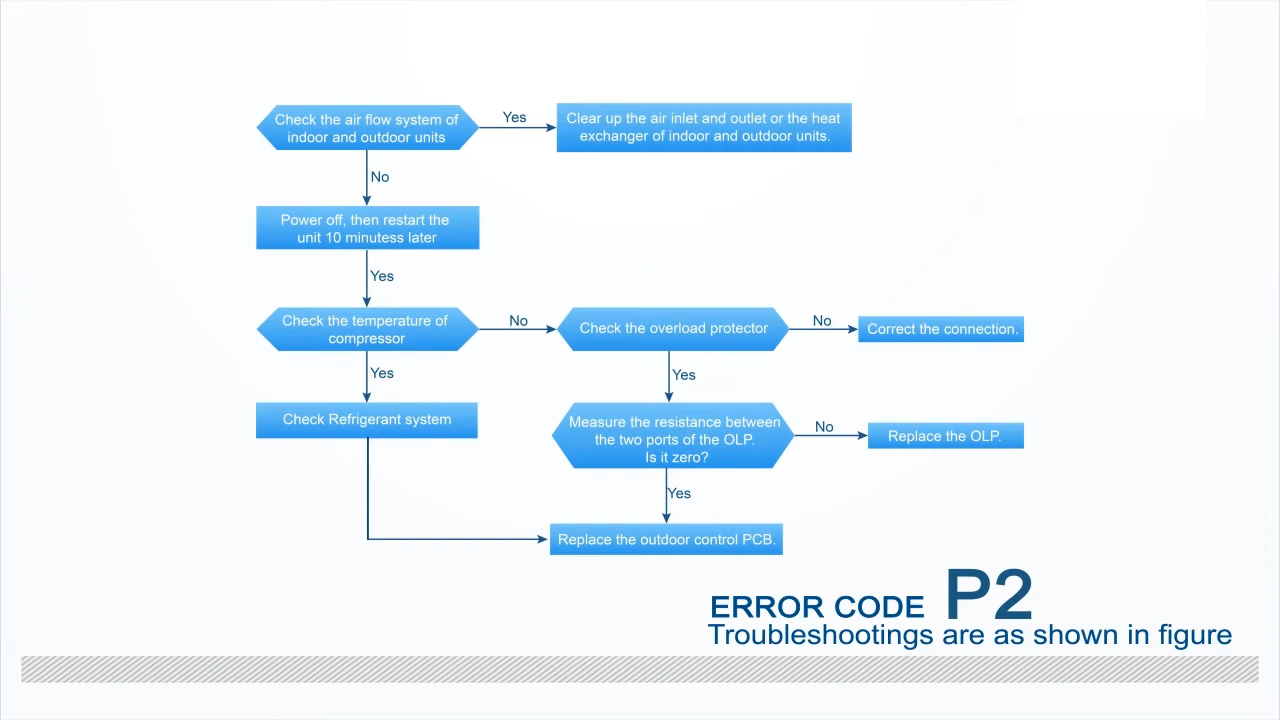 Check the air flow system of
indoor and outdoor units
Yes
Clear up the air inlet and outlet or the heat
exchanger of indoor and outdoor units.
No
Power off, then restart the
unit 10 minutess later
Yes
Check the temperature of
compressor
No
Check the overload protector
No
Correct the connection.
Yes
Yes
Check Refrigerant system
Measure the resistance between
the two ports of the OLP.
Is it zero?
No
Replace the OLP.
Yes
Replace the outdoor control PCB.
ERROR CODE P2
Troubleshootings are as shown in figure